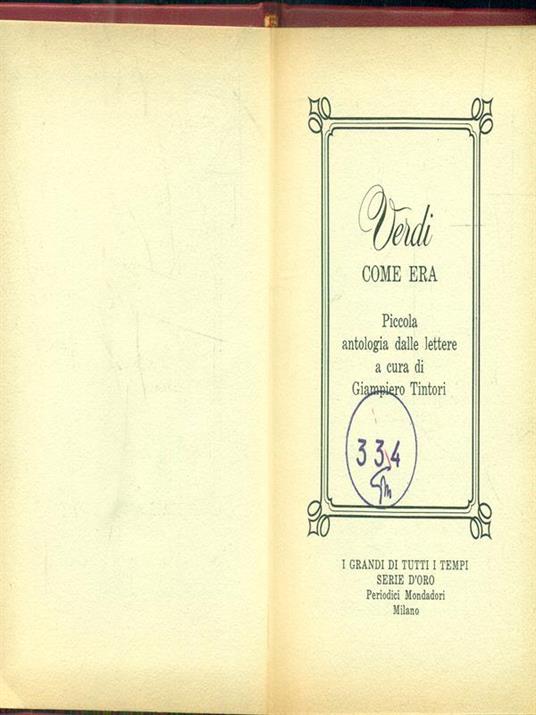 Verdi
COME ERA
Piccola
antologia dalle lettere
a cura di
Giampiero Tintori
334
I GRANDI DI TUTTI I TEMPI
SERIE D'ORO
Periodici Mondadori
Milano